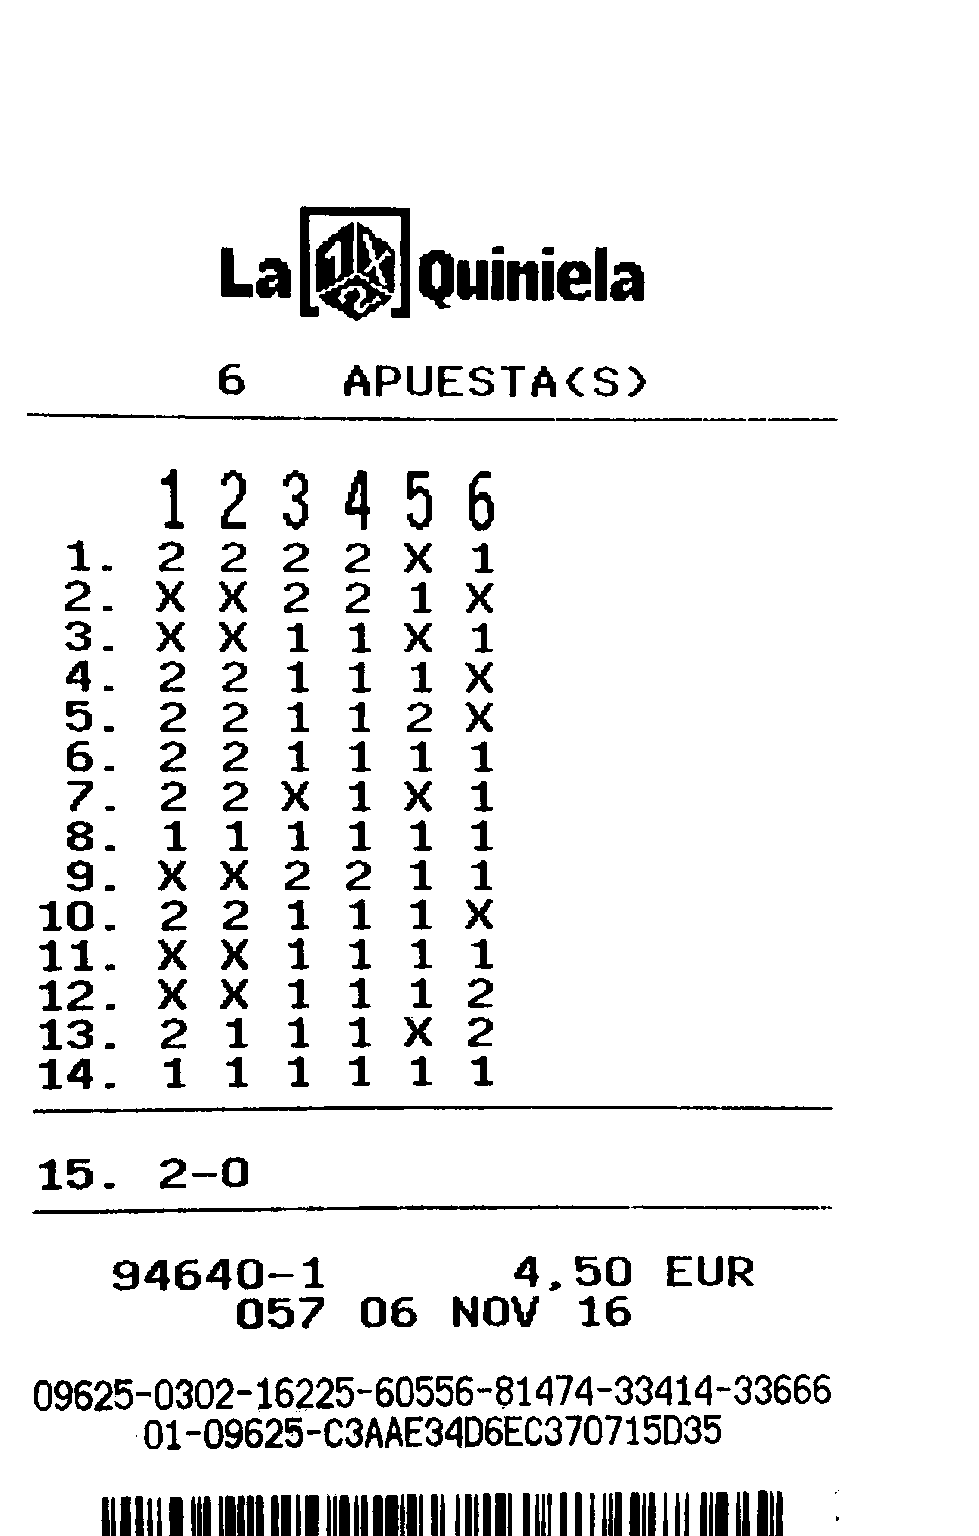 La [1X2] Quiniela
6 APUESTA(S)
1 2 3 4 5 6
1. 2 2 2 2 X 1
2. X X 2 2 1 X
3. X X 1 1 X 1
4. 2 2 1 1 1 X
5. 2 2 1 1 2 X
6. 2 2 1 1 1 1
7. 2 2 X 1 X 1
8. 1 1 1 1 1 1
9. X X 2 2 1 1
10. 2 2 1 1 1 X
11. X X 1 1 1 1
12. X X 1 1 1 2
13. 2 1 1 1 X 2
14. 1 1 1 1 1 1
15. 2-0
94640-1 4,50 EUR
057 06 NOV 16
09625-0302-16225-60556-81474-33414-33666
01-09625-C3AAE34D6EC370715D35